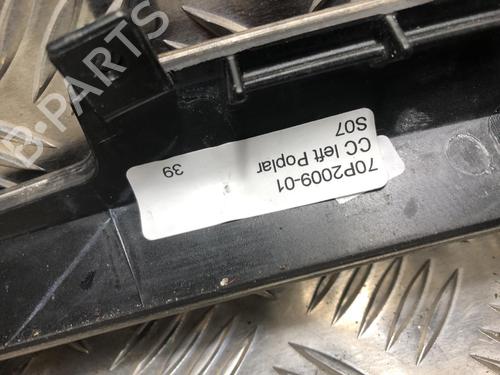 B-PARTS
70P2009-01
CC left Poplar
S07
39